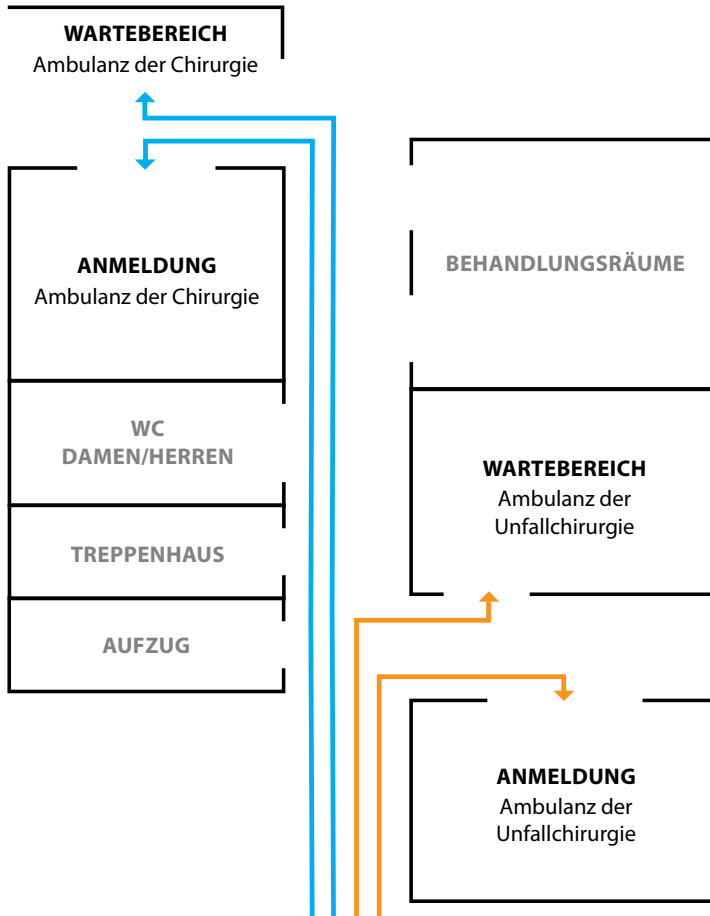 WARTEBEREICH
Ambulanz der Chirurgie
ANMELDUNG
Ambulanz der Chirurgie
WC
DAMEN/HERREN
TREPPENHAUS
AUFZUG
BEHANDLUNGSRÄUME
WARTEBEREICH
Ambulanz der
Unfallchirurgie
ANMELDUNG
Ambulanz der
Unfallchirurgie